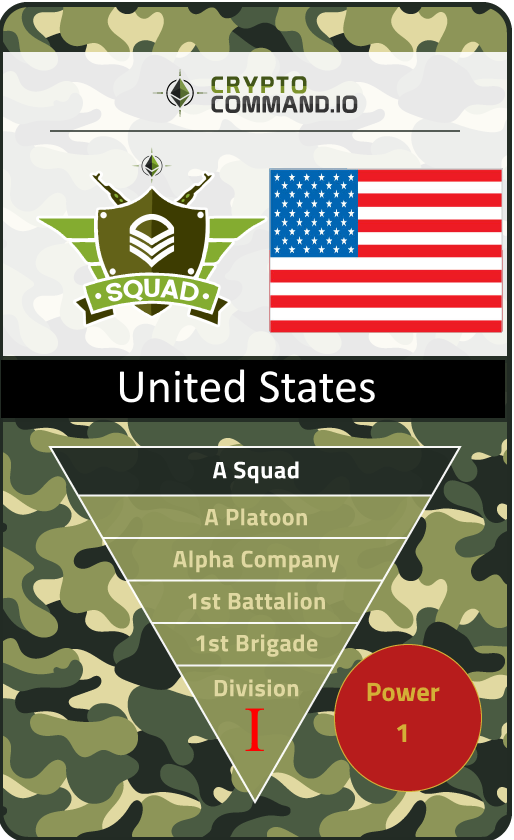 CRYPTO
COMMAND.IO
SQUAD
United States
A Squad
A Platoon
Alpha Company
1st Battalion
1st Brigade
Division
I
Power
1